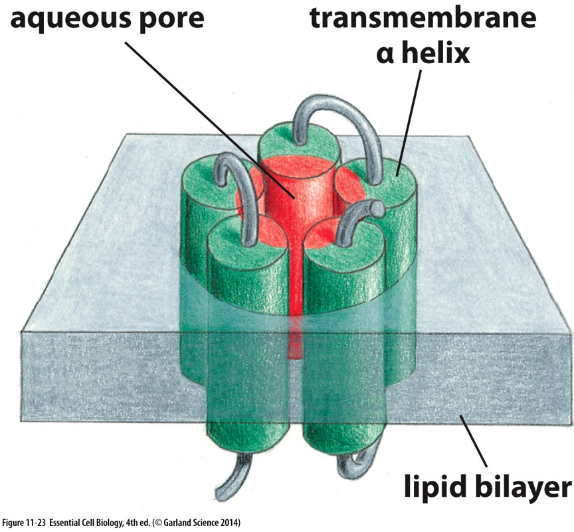 aqueous pore
transmembrane
α helix
lipid bilayer
Figure 11-23 Essential Cell Biology, 4th ed. (© Garland Science 2014)